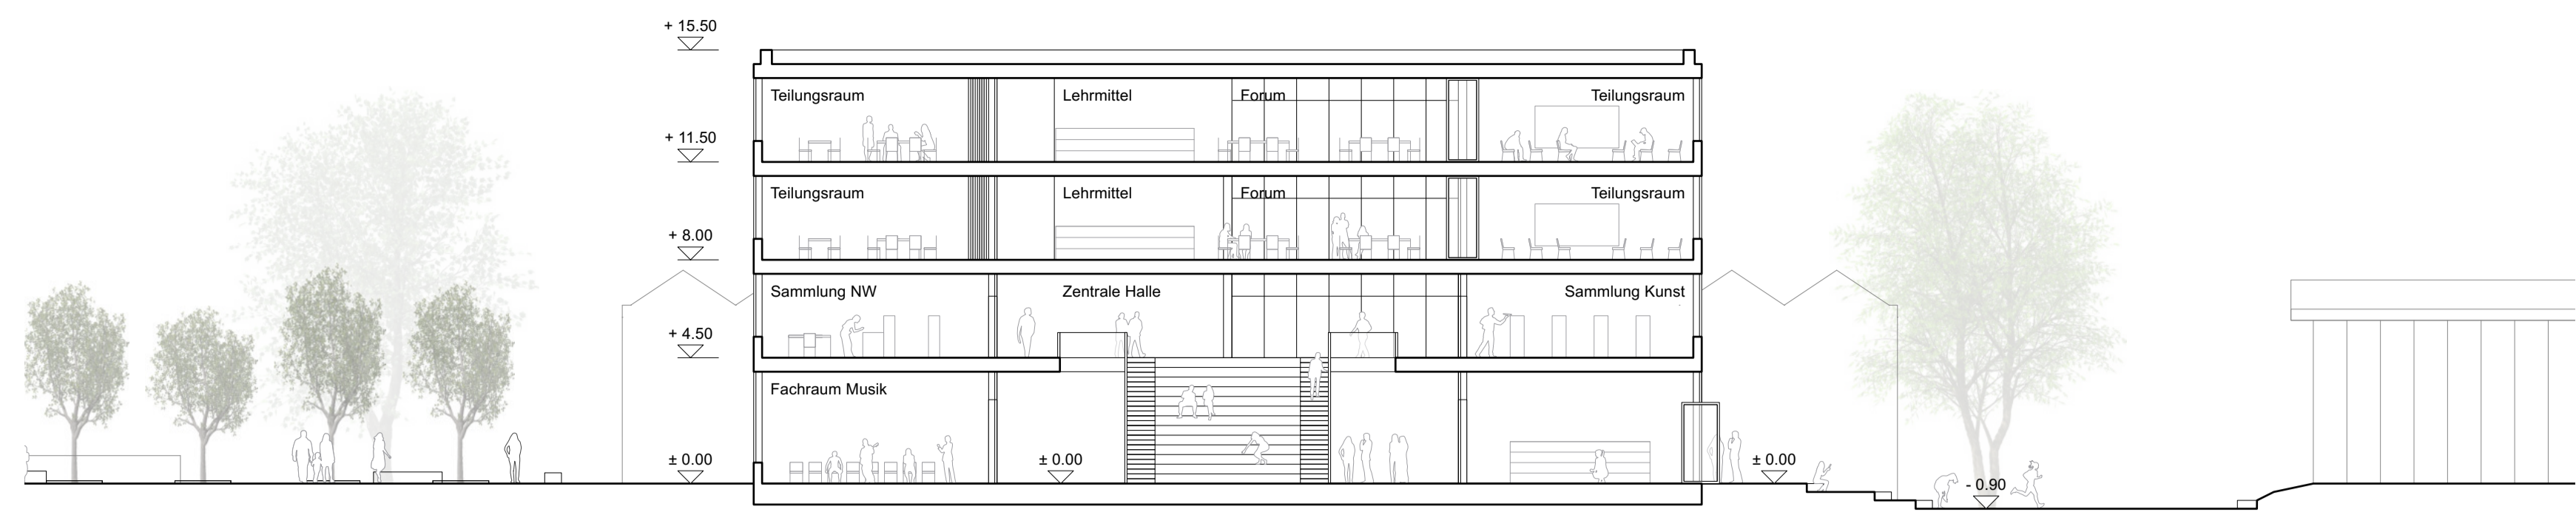 + 15.50
Teilungsraum
Lehrmittel
Forum
Teilungsraum
+ 11.50
Teilungsraum
Lehrmittel
Forum
Teilungsraum
+ 8.00
Sammlung NW
Zentrale Halle
Sammlung Kunst
+ 4.50
Fachraum Musik
± 0.00
± 0.00
± 0.00
- 0.90